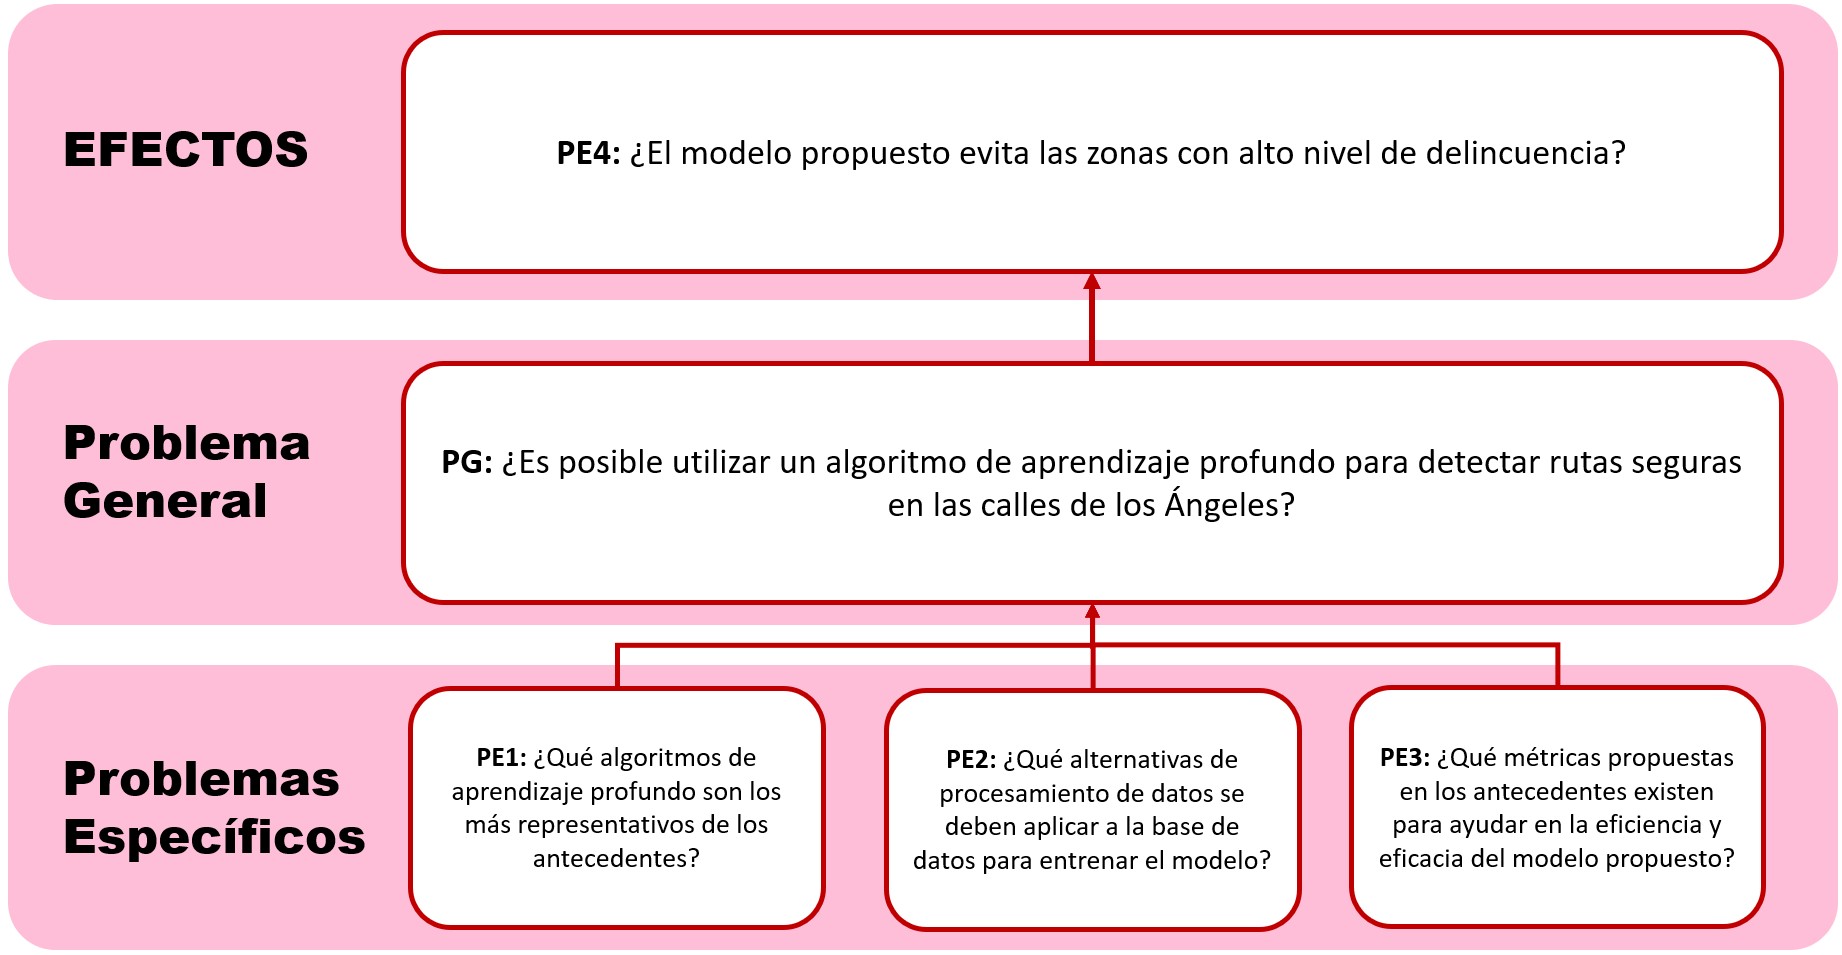 EFECTOS
PE4: ¿El modelo propuesto evita las zonas con alto nivel de delincuencia?
Problema
General
PG: ¿Es posible utilizar un algoritmo de aprendizaje profundo para detectar rutas seguras
en las calles de los Ángeles?
Problemas
Específicos
PE1: ¿Qué algoritmos de
aprendizaje profundo son los
más representativos de los
antecedentes?
PE2: ¿Qué alternativas de
procesamiento de datos se
deben aplicar a la base de
datos para entrenar el modelo?
PE3: ¿Qué métricas propuestas
en los antecedentes existen
para ayudar en la eficiencia y
eficacia del modelo propuesto?